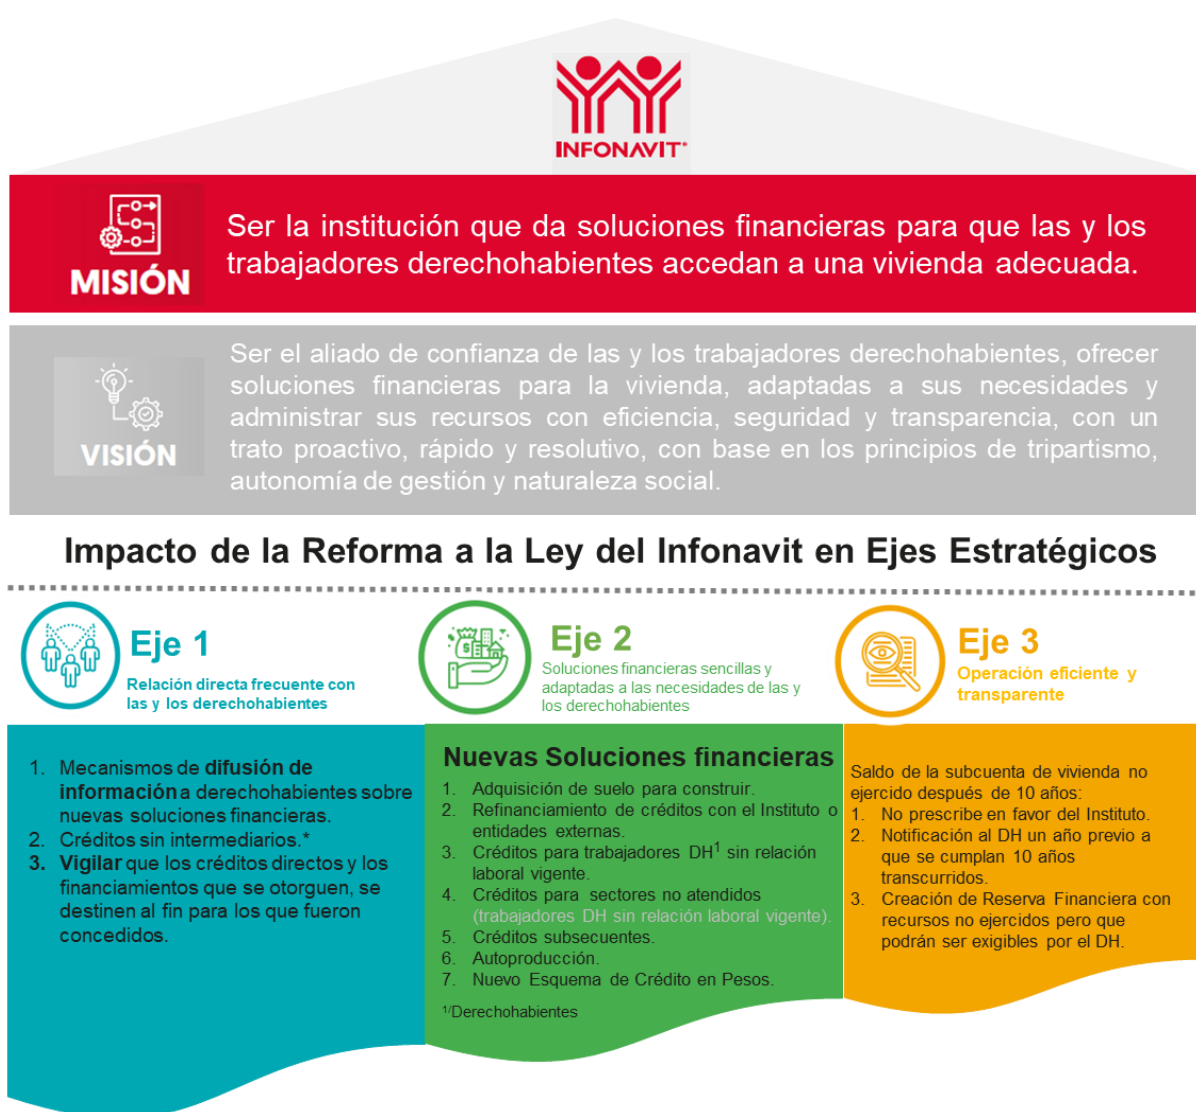 INFONAVIT
MISIÓN
Ser la institución que da soluciones financieras para que las y los
trabajadores derechohabientes accedan a una vivienda adecuada.
VISIÓN
Ser el aliado de confianza de las y los trabajadores derechohabientes, ofrecer
soluciones financieras para la vivienda, adaptadas a sus necesidades y
administrar sus recursos con eficiencia, seguridad y transparencia, con un
trato proactivo, rápido y resolutivo, con base en los principios de tripartismo,
autonomía de gestión y naturaleza social.
Impacto de la Reforma a la Ley del Infonavit en Ejes Estratégicos
Eje 1
Relación directa frecuente con
las y los derechohabientes
1. Mecanismos de difusión de
información a derechohabientes sobre
nuevas soluciones financieras.
2. Créditos sin intermediarios.*
3. Vigilar que los créditos directos y los
financiamientos que se otorguen, se
destinen al fin para los que fueron
concedidos.
Eje 2
Soluciones financieras sencillas y
adaptadas a las necesidades de las y
los derechohabientes
Nuevas Soluciones financieras
1. Adquisición de suelo para construir.
2. Refinanciamiento de créditos con el Instituto o
entidades externas.
3. Créditos para trabajadores DH¹ sin relación
laboral vigente.
4. Créditos para sectores no atendidos
(trabajadores DH sin relación laboral vigente).
5. Créditos subsecuentes.
6. Autoproducción.
7. Nuevo Esquema de Crédito en Pesos.
¹/Derechohabientes
Eje 3
Operación eficiente y
transparente
Saldo de la subcuenta de vivienda no
ejercido después de 10 años:
1. No prescribe en favor del Instituto.
2. Notificación al DH un año previo a
que se cumplan 10 años
transcurridos.
3. Creación de Reserva Financiera con
recursos no ejercidos pero que
podrán ser exigibles por el DH.